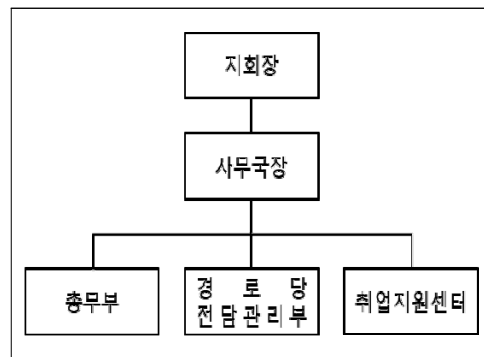 지회장
사무국장
총무부
경 로 당
전담관리부
취업지원센터